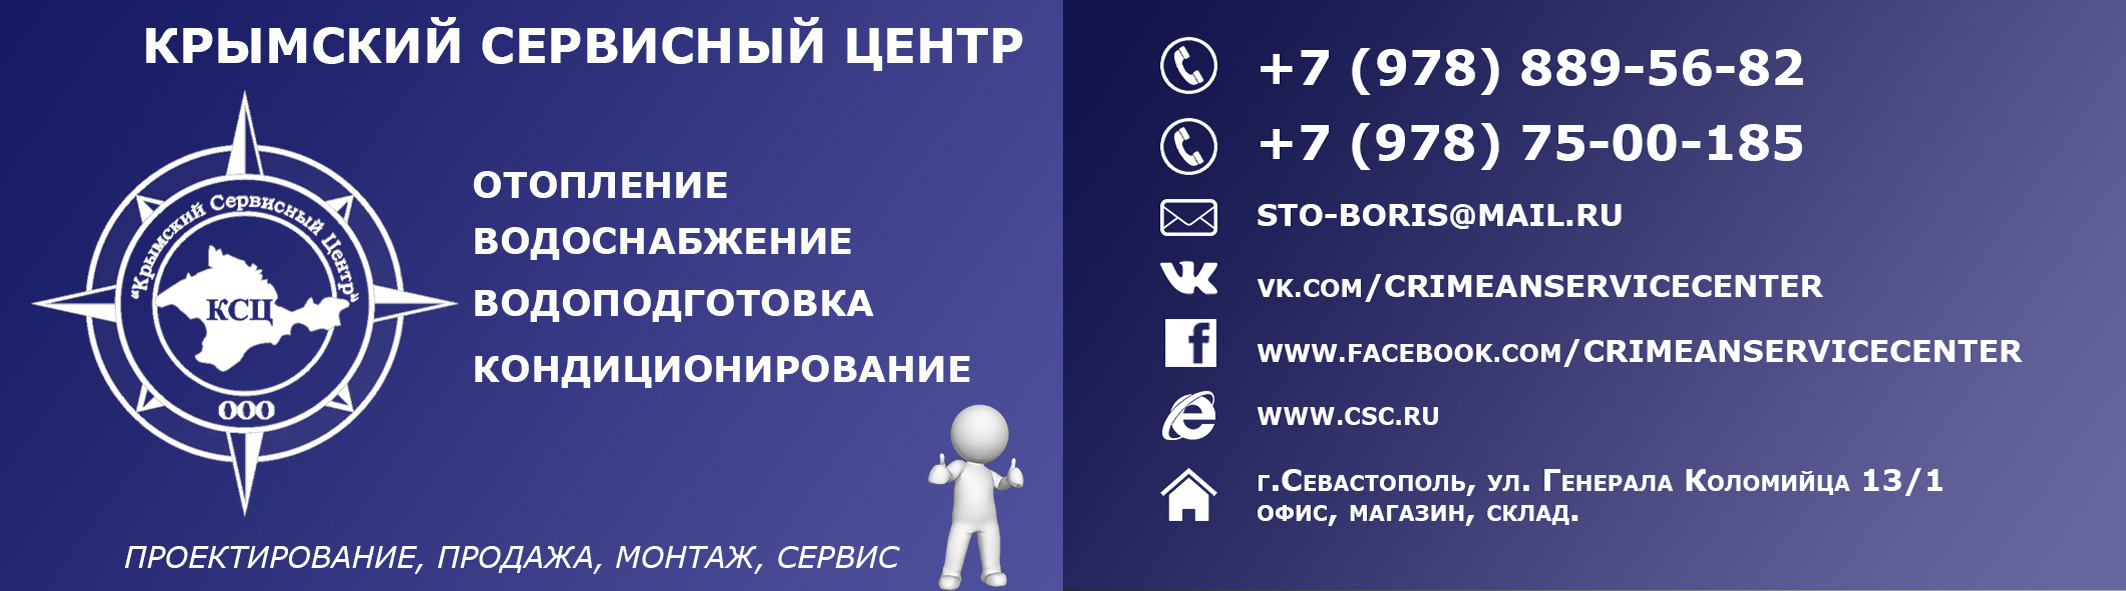 КРЫМСКИЙ СЕРВИСНЫЙ ЦЕНТР
"Крымский Сервисный Центр"
КСЦ
ООО
ОТОПЛЕНИЕ
ВОДОСНАБЖЕНИЕ
ВОДОПОДГОТОВКА
КОНДИЦИОНИРОВАНИЕ
ПРОЕКТИРОВАНИЕ, ПРОДАЖА, МОНТАЖ, СЕРВИС
+7 (978) 889-56-82
+7 (978) 75-00-185
STO-BORIS@MAIL.RU
VK.COM/CRIMEANSERVICECENTER
WWW.FACEBOOK.COM/CRIMEANSERVICECENTER
WWW.CSC.RU
г.Севастополь, ул. Генерала Коломийца 13/1
офис, магазин, склад.